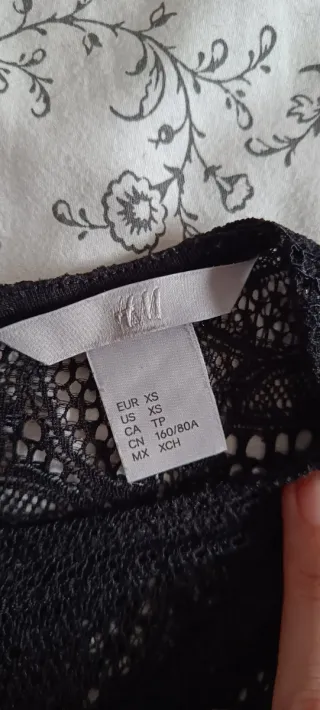 H&M
EUR XS
US XS
CA TP
CN 160/80A
MX XCH